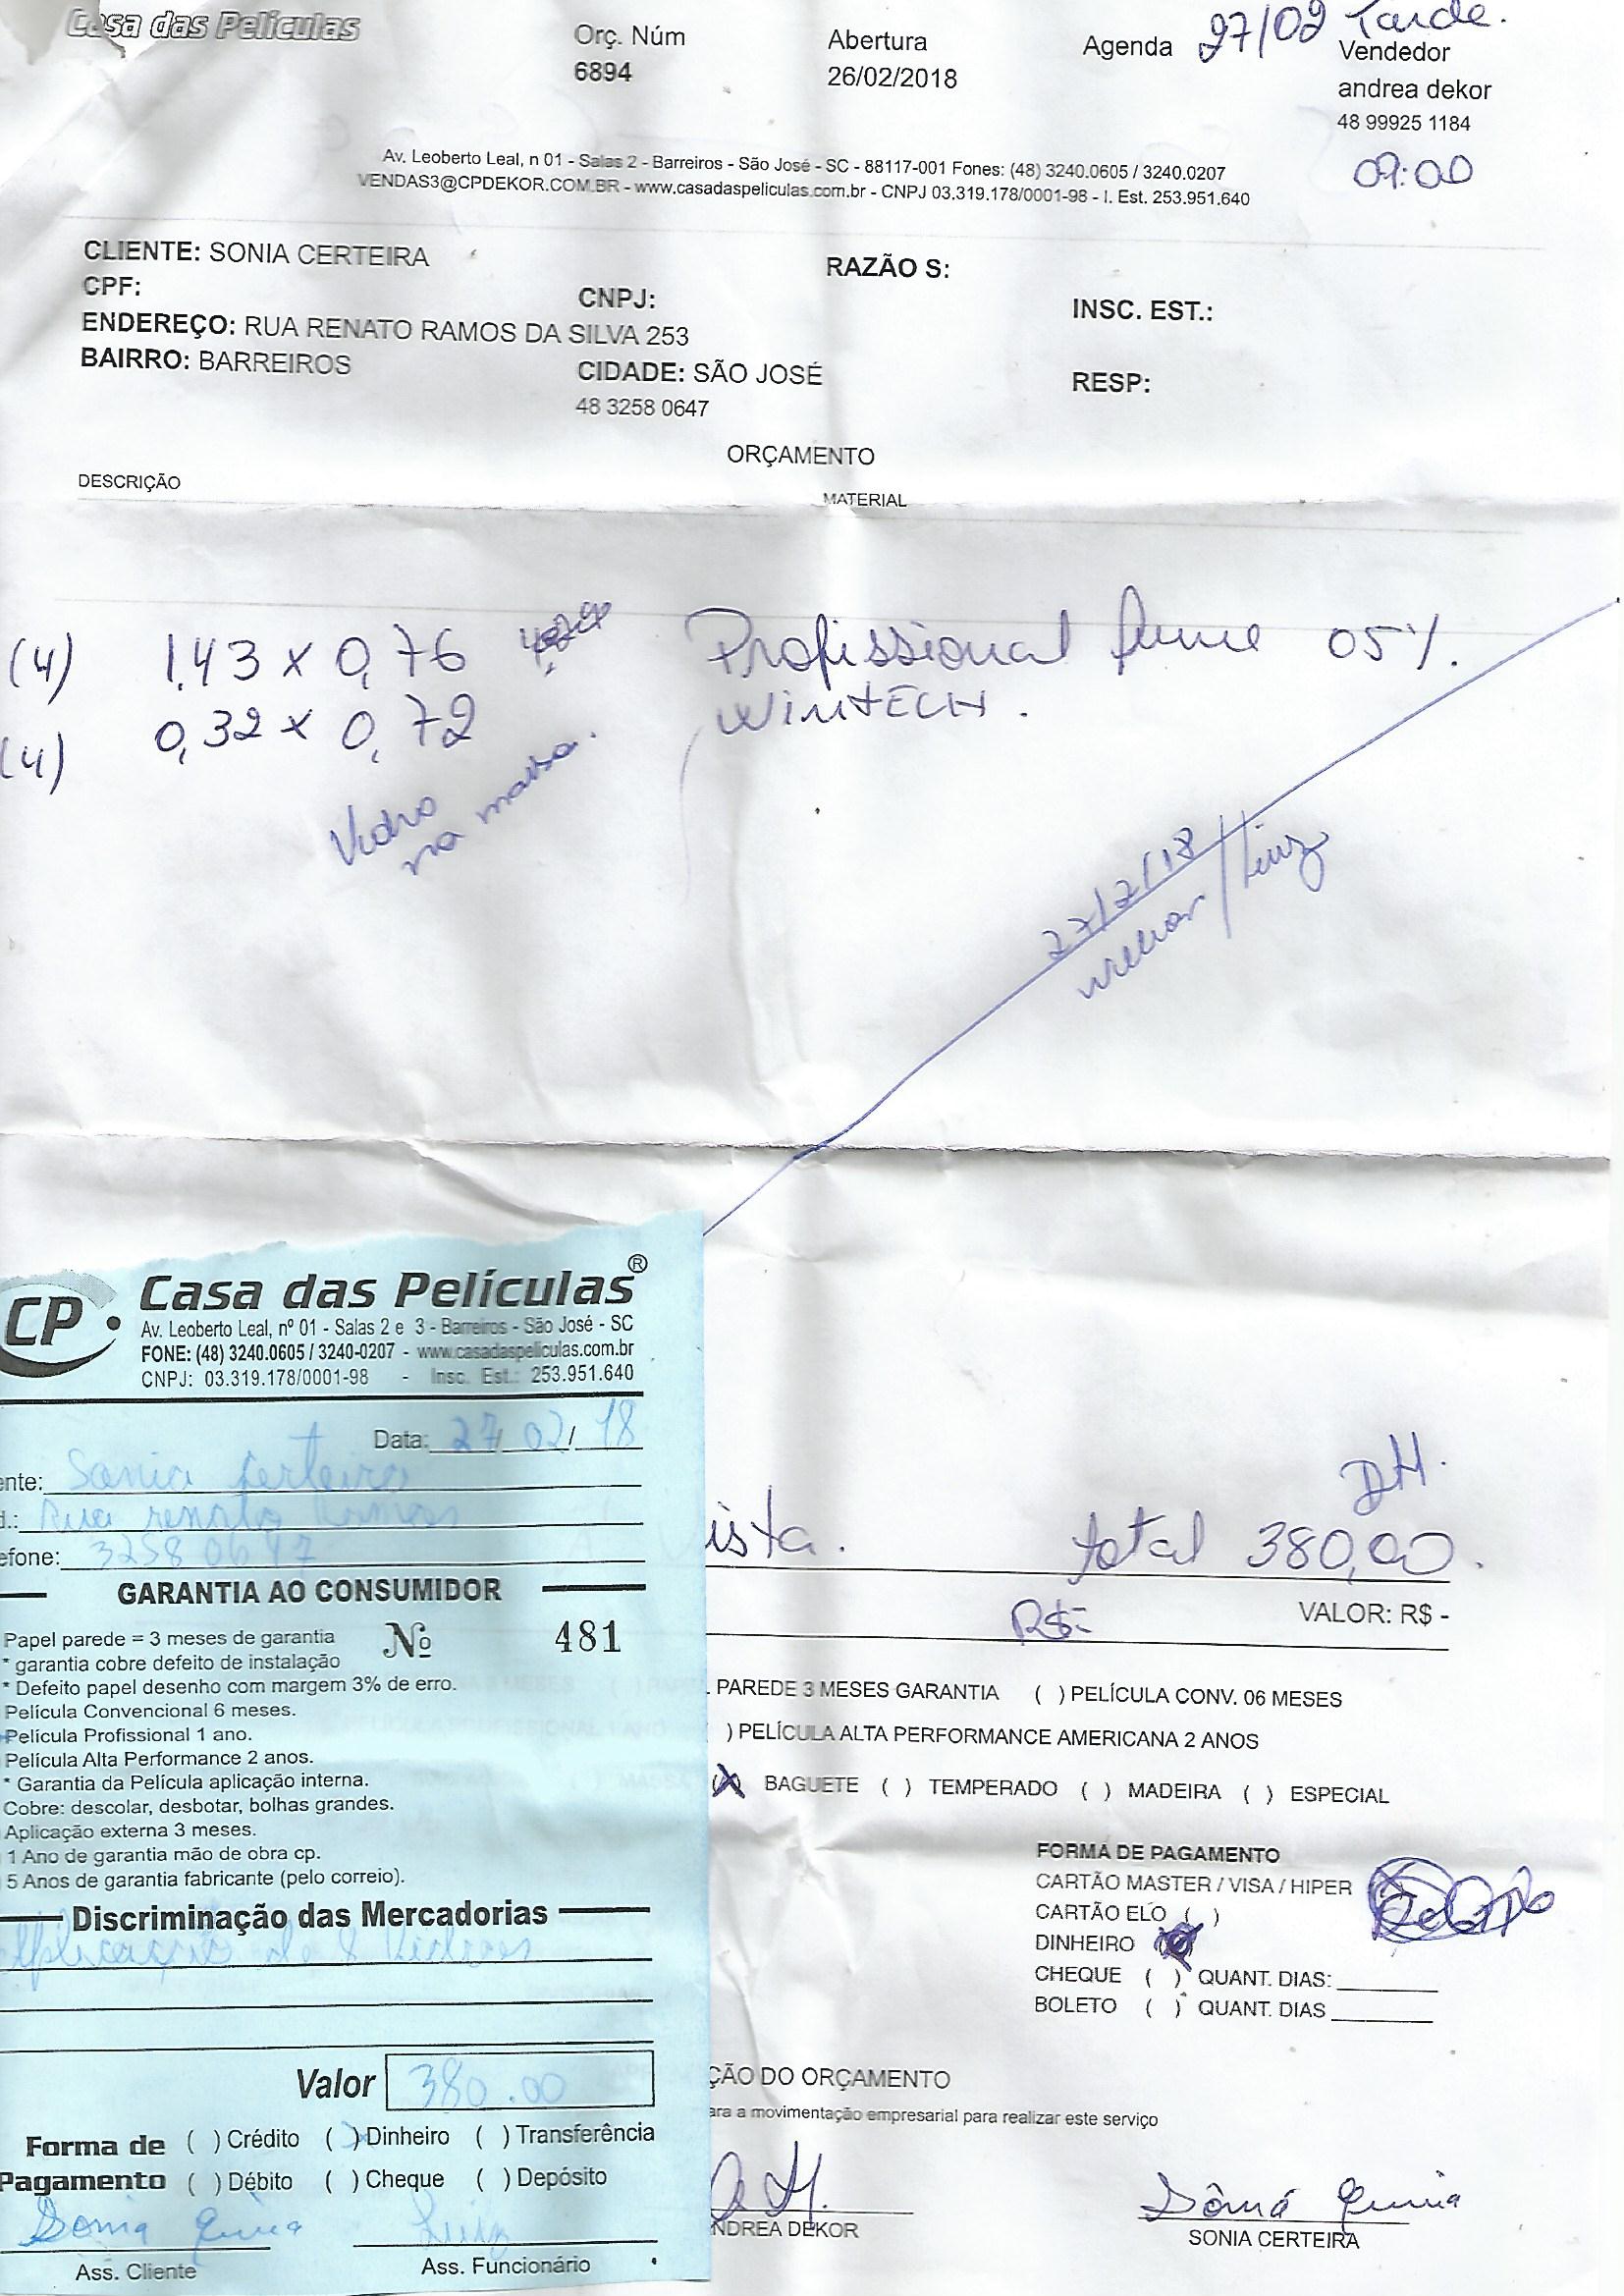 Casa das Películas
Orç. Núm
6894
Abertura
26/02/2018
Agenda 27/02 Tarde.
Vendedor
andrea dekor
48 99925 1184
09:00
Av. Leoberto Leal, n 01 - Salas 2 - Barreiros - São José - SC - 88117-001 Fones: (48) 3240.0605 / 3240.0207
VENDAS3@CPDEKOR.COM.BR - www.casadaspeliculas.com.br - CNPJ 03.319.178/0001-98 - I. Est. 253.951.640
CLIENTE: SONIA CERTEIRA
RAZÃO S:
CPF:
CNPJ:
INSC. EST.:
ENDEREÇO: RUA RENATO RAMOS DA SILVA 253
BAIRRO: BARREIROS
CIDADE: SÃO JOSÉ
RESP:
48 3258 0647
ORÇAMENTO
DESCRIÇÃO
MATERIAL
(4) 1,43 x 0,76 Profissional fume 05%.
(4) 0,32 x 0,72 WINTECH.
Vidro
na massa.
27/2/18
/Luiz
DH.
ista. total 380,00.
R$- VALOR: R$ -
PAREDE 3 MESES GARANTIA ( ) PELÍCULA CONV. 06 MESES
) PELÍCULA ALTA PERFORMANCE AMERICANA 2 ANOS
(X) BAGUETE ( ) TEMPERADO ( ) MADEIRA ( ) ESPECIAL
FORMA DE PAGAMENTO
CARTÃO MASTER / VISA / HIPER
CARTÃO ELO ( )
DINHEIRO
CHEQUE ( ) QUANT. DIAS:
BOLETO ( ) QUANT. DIAS
ÇÃO DO ORÇAMENTO
ara a movimentação empresarial para realizar este serviço
NDREA DEKOR
SONIA CERTEIRA
CP Casa das Películas®
Av. Leoberto Leal, nº 01 - Salas 2 e 3 - Barreiros - São José - SC
FONE: (48) 3240.0605 / 3240-0207 - www.casadaspeliculas.com.br
CNPJ: 03.319.178/0001-98 - Insc. Est.: 253.951.640
Data: 27/02/18
ente: Sonia Certeira
d.: Rua renato Ramos
efone: 32580647
GARANTIA AO CONSUMIDOR
Papel parede = 3 meses de garantia
Nº 481
* garantia cobre defeito de instalação
* Defeito papel desenho com margem 3% de erro.
Película Convencional 6 meses.
Película Profissional 1 ano.
Película Alta Performance 2 anos.
* Garantia da Película aplicação interna.
Cobre: descolar, desbotar, bolhas grandes.
Aplicação externa 3 meses.
1 Ano de garantia mão de obra cp.
5 Anos de garantia fabricante (pelo correio).
Discriminação das Mercadorias
Aplicação de 8 Vidros
Valor 380.00
Forma de ( ) Crédito (X) Dinheiro ( ) Transferência
Pagamento ( ) Débito ( ) Cheque ( ) Depósito
Sonia Luiz
Ass. Cliente Ass. Funcionário